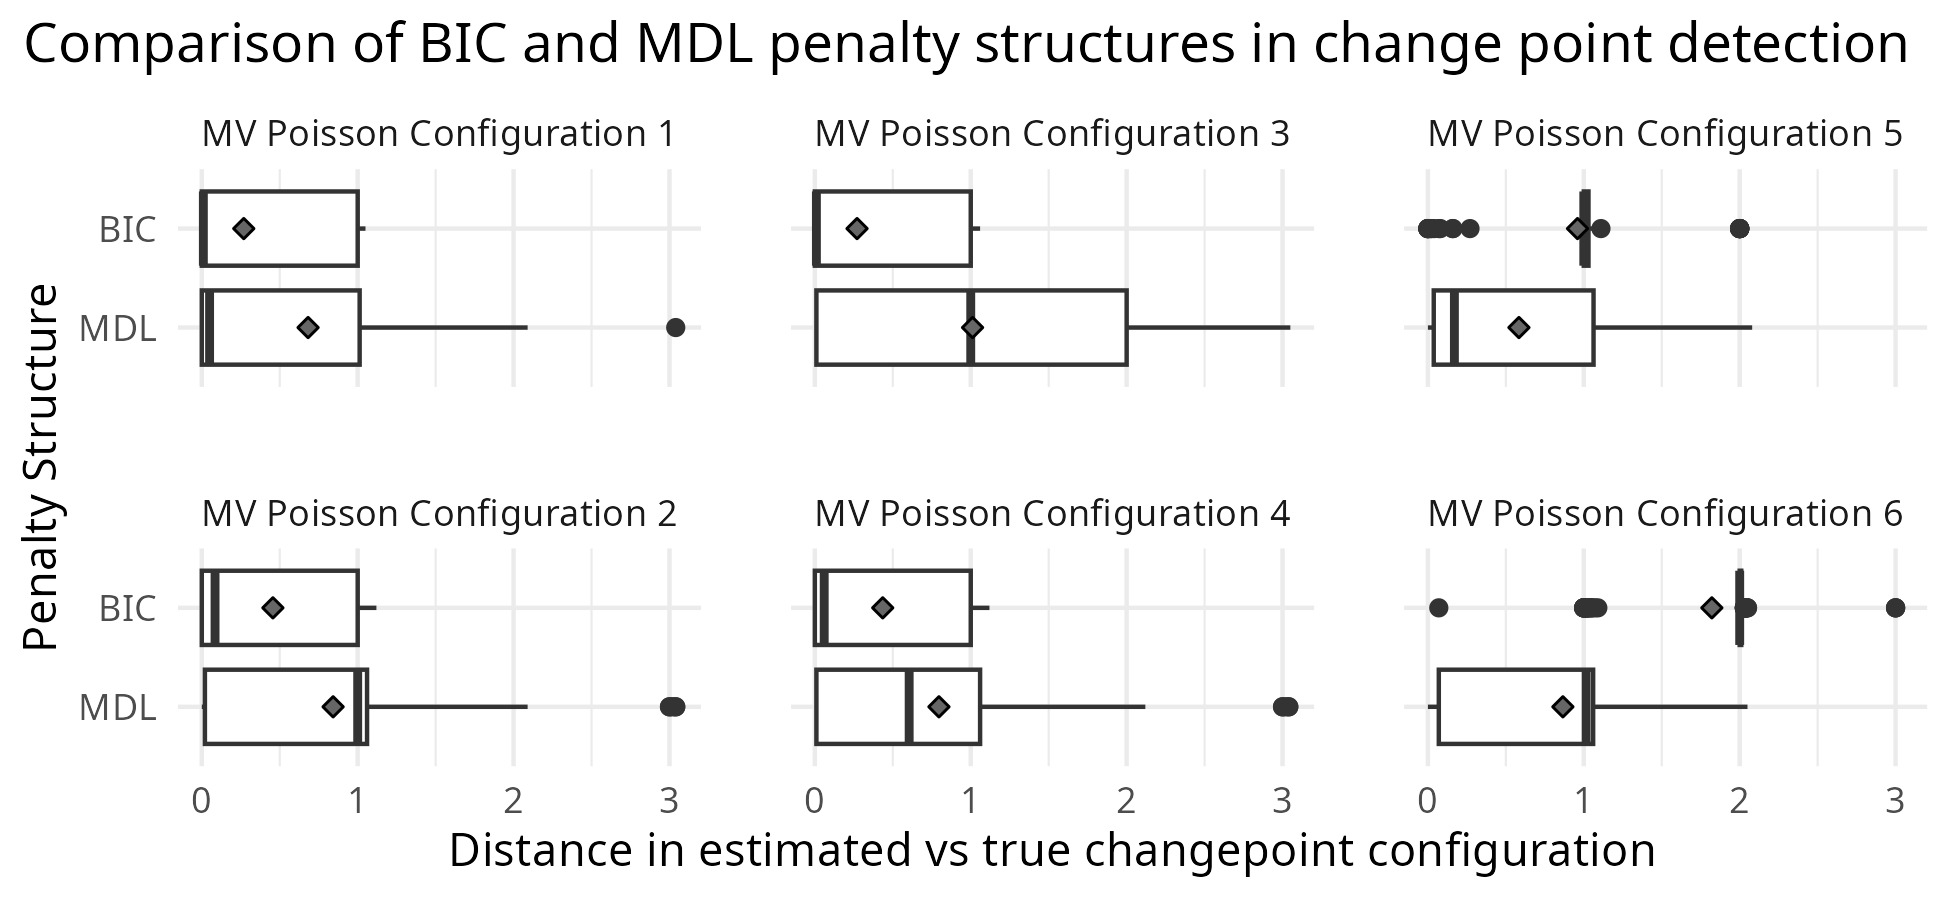 Comparison of BIC and MDL penalty structures in change point detection
MV Poisson Configuration 1
MV Poisson Configuration 3
MV Poisson Configuration 5
BIC
MDL
Penalty Structure
MV Poisson Configuration 2
MV Poisson Configuration 4
MV Poisson Configuration 6
BIC
MDL
0 1 2 3
0 1 2 3
0 1 2 3
Distance in estimated vs true changepoint configuration